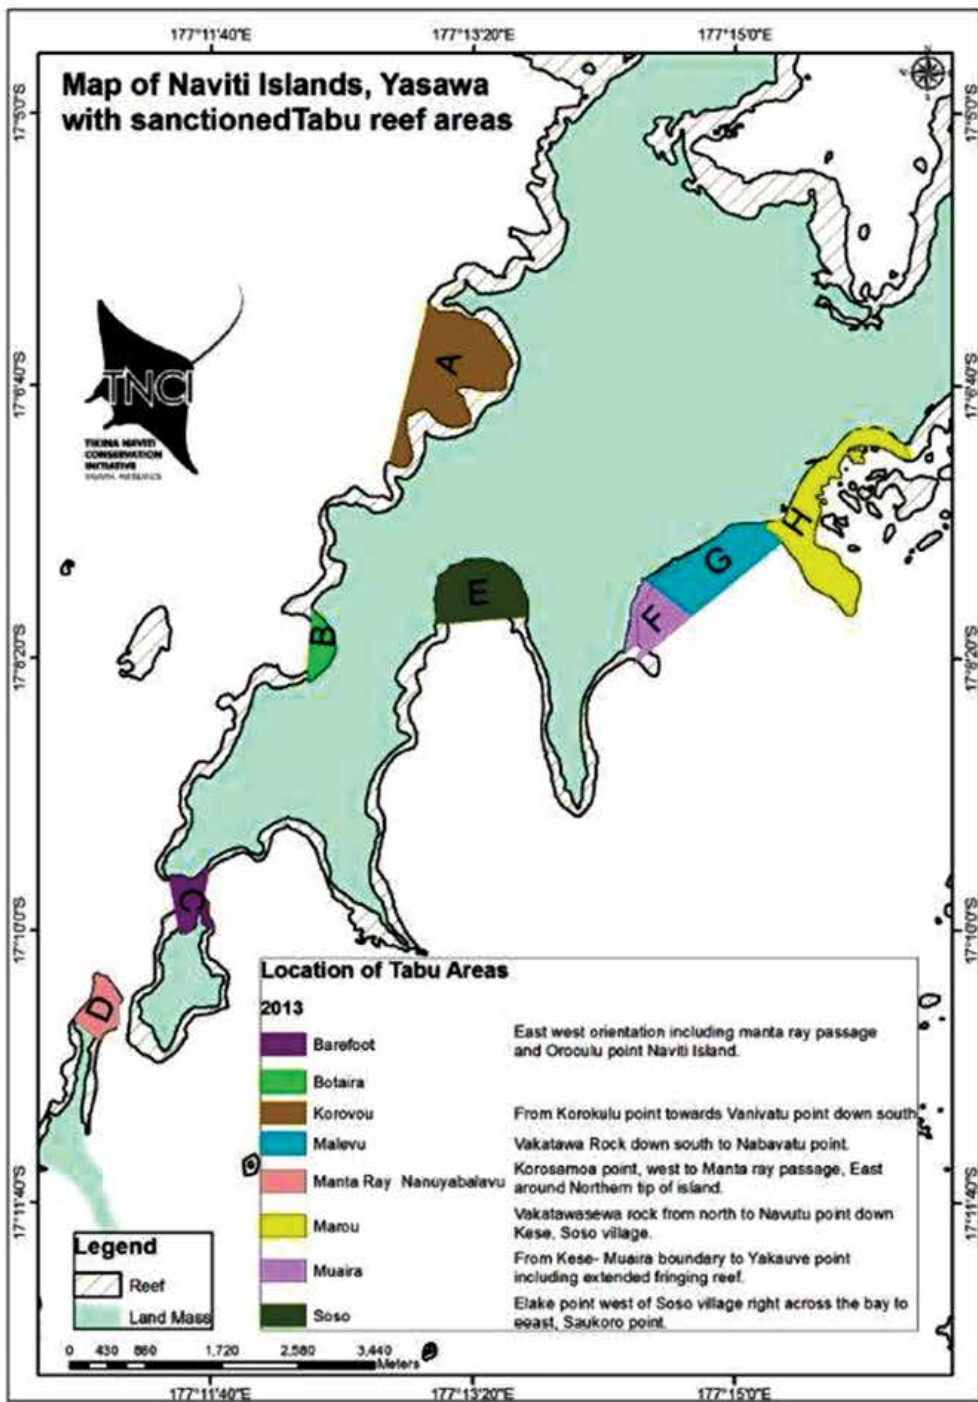 177°11'40"E 177°13'20"E 177°15'0"E
Map of Naviti Islands, Yasawa
with sanctionedTabu reef areas
17°5'0"S 17°5'0"S
A
17°6'40"S 17°6'40"S
TNCI
TIKINA NAVITI
CONSERVATION
INITIATIVE
H
G
E
F
B
17°8'20"S 17°8'20"S
C
17°10'0"S 17°10'0"S
D
Location of Tabu Areas
2013
Barefoot East west orientation including manta ray passage
and Orooulu point Naviti Island.
Botaira
Korovou From Korokulu point towards Vanivatu point down south
Malevu Vakatawa Rock down south to Nabavatu point.
Manta Ray Nanuyabalavu Korosamoa point, west to Manta ray passage, East
around Northern tip of island.
Marou Vakatawasewa rock from north to Navutu point down
Kese, Soso village.
Muaira From Kese- Muaira boundary to Yakauve point
including extended fringing reef.
Soso Elake point west of Soso village right across the bay to
eeast, Saukoro point.
17°11'40"S 17°11'40"S
Legend
Reef
Land Mass
0 430 860 1,720 2,580 3,440
Meters
177°11'40"E 177°13'20"E 177°15'0"E